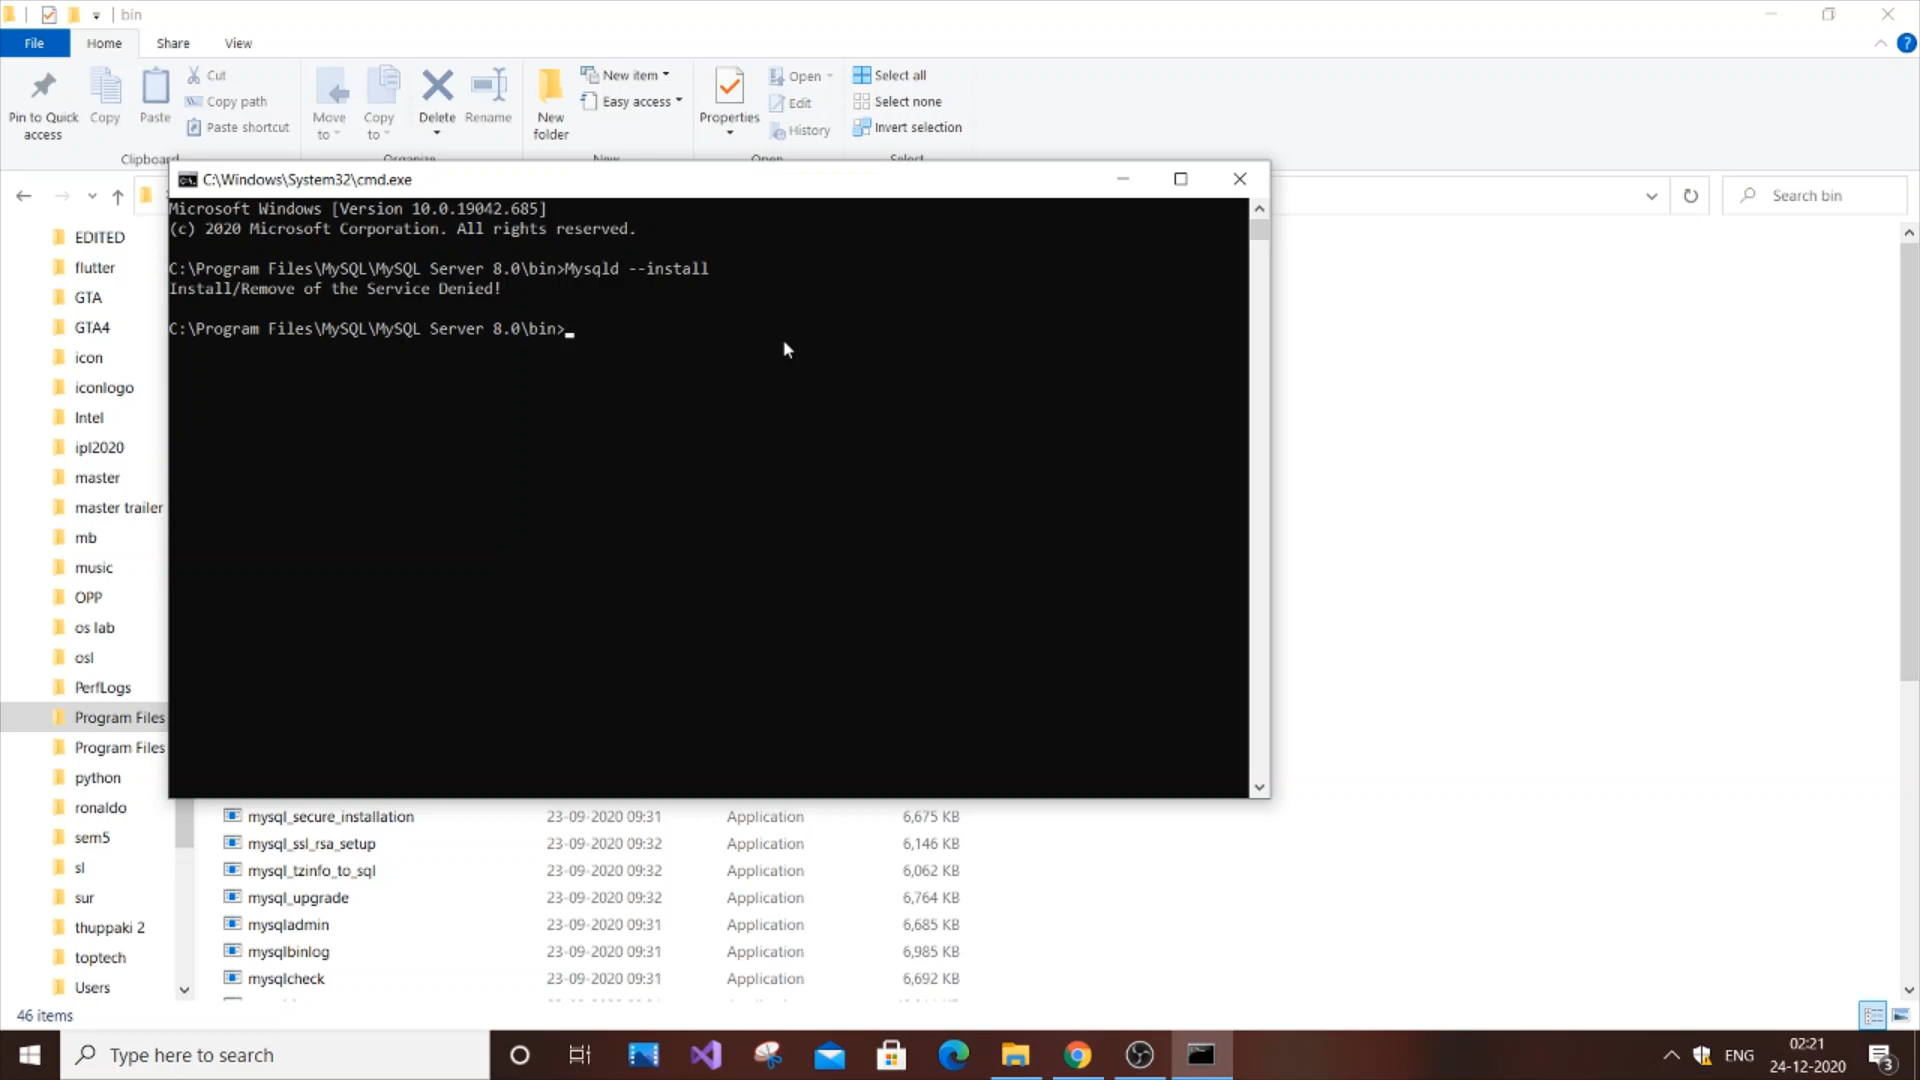 bin
File Home Share View
Pin to Quick access
Copy
Paste
Cut
Copy path
Paste shortcut
Clipboard
Move to
Copy to
Delete
Rename
Organize
New folder
New item
Easy access
New
Properties
Open
Edit
History
Open
Select all
Select none
Invert selection
Select
Search bin
C:\Windows\System32\cmd.exe
Microsoft Windows [Version 10.0.19042.685]
(c) 2020 Microsoft Corporation. All rights reserved.
C:\Program Files\MySQL\MySQL Server 8.0\bin>Mysqld --install
Install/Remove of the Service Denied!
C:\Program Files\MySQL\MySQL Server 8.0\bin>
EDITED
flutter
GTA
GTA4
icon
iconlogo
Intel
ipl2020
master
master trailer
mb
music
OPP
os lab
osl
PerfLogs
Program Files
Program Files
python
ronaldo
sem5
sl
sur
thuppaki 2
toptech
Users
mysql_secure_installation 23-09-2020 09:31 Application 6,675 KB
mysql_ssl_rsa_setup 23-09-2020 09:32 Application 6,146 KB
mysql_tzinfo_to_sql 23-09-2020 09:32 Application 6,062 KB
mysql_upgrade 23-09-2020 09:32 Application 6,764 KB
mysqladmin 23-09-2020 09:31 Application 6,685 KB
mysqlbinlog 23-09-2020 09:31 Application 6,985 KB
mysqlcheck 23-09-2020 09:31 Application 6,692 KB
46 items
Type here to search
ENG
02:21
24-12-2020
3